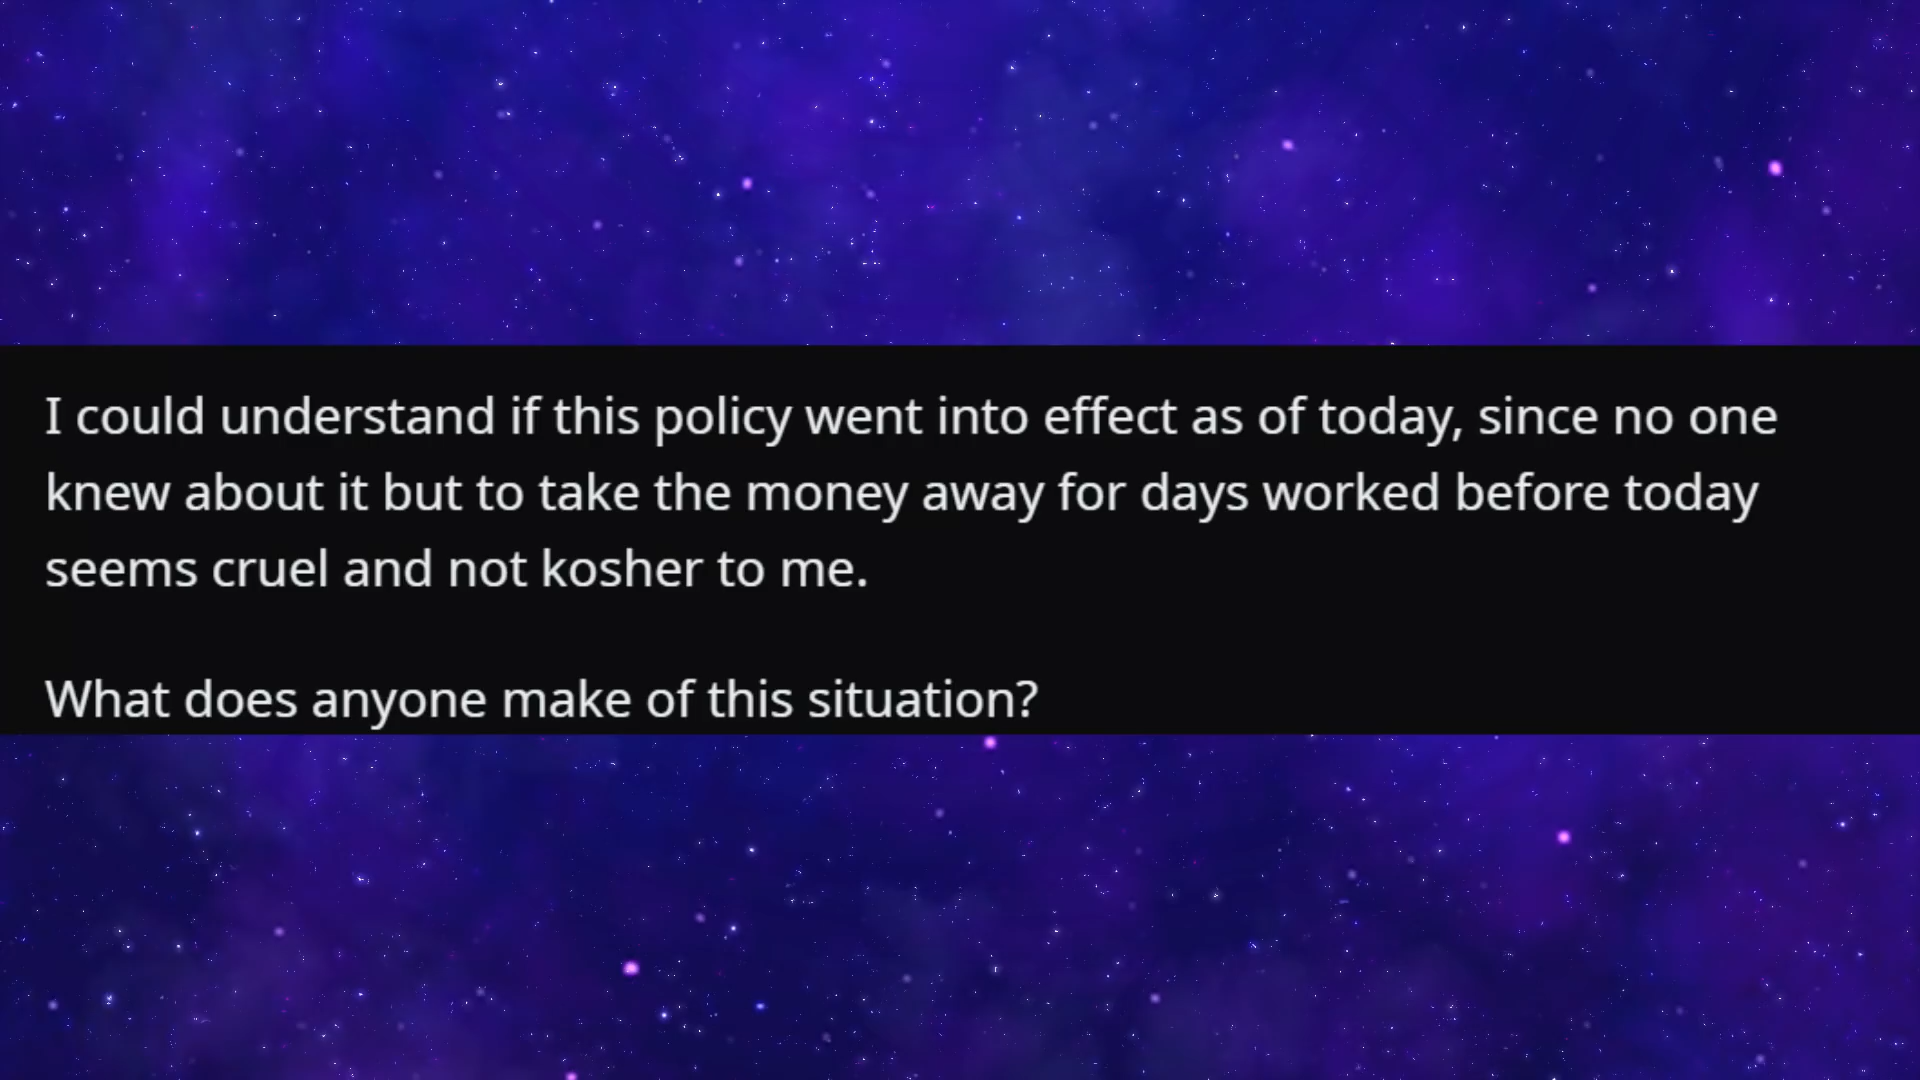 I could understand if this policy went into effect as of today, since no one
knew about it but to take the money away for days worked before today
seems cruel and not kosher to me.
What does anyone make of this situation?